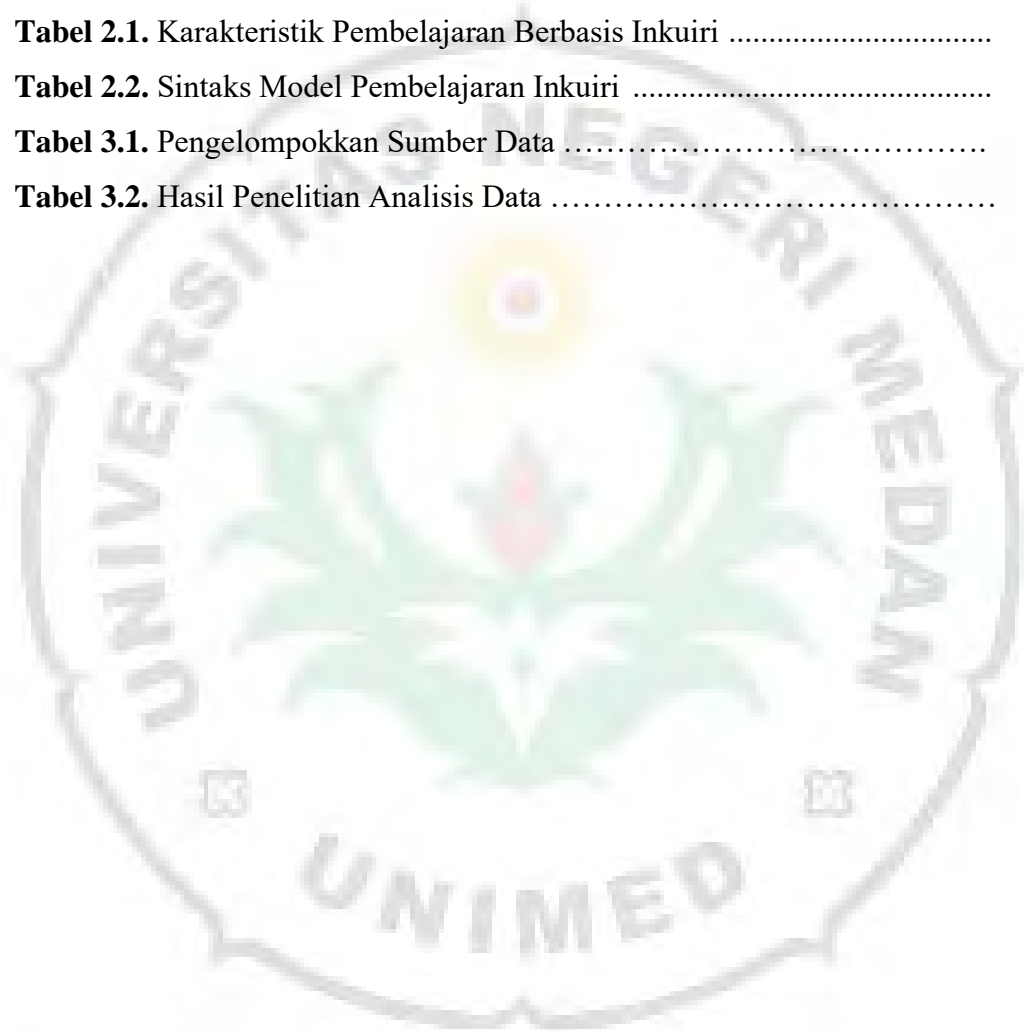 Tabel 2.1. Karakteristik Pembelajaran Berbasis Inkuiri .................................
Tabel 2.2. Sintaks Model Pembelajaran Inkuiri .............................................
Tabel 3.1. Pengelompokkan Sumber Data ………………………………….
Tabel 3.2. Hasil Penelitian Analisis Data ……………………………………
UNIVERSITAS NEGERI MEDAN
UNIMED